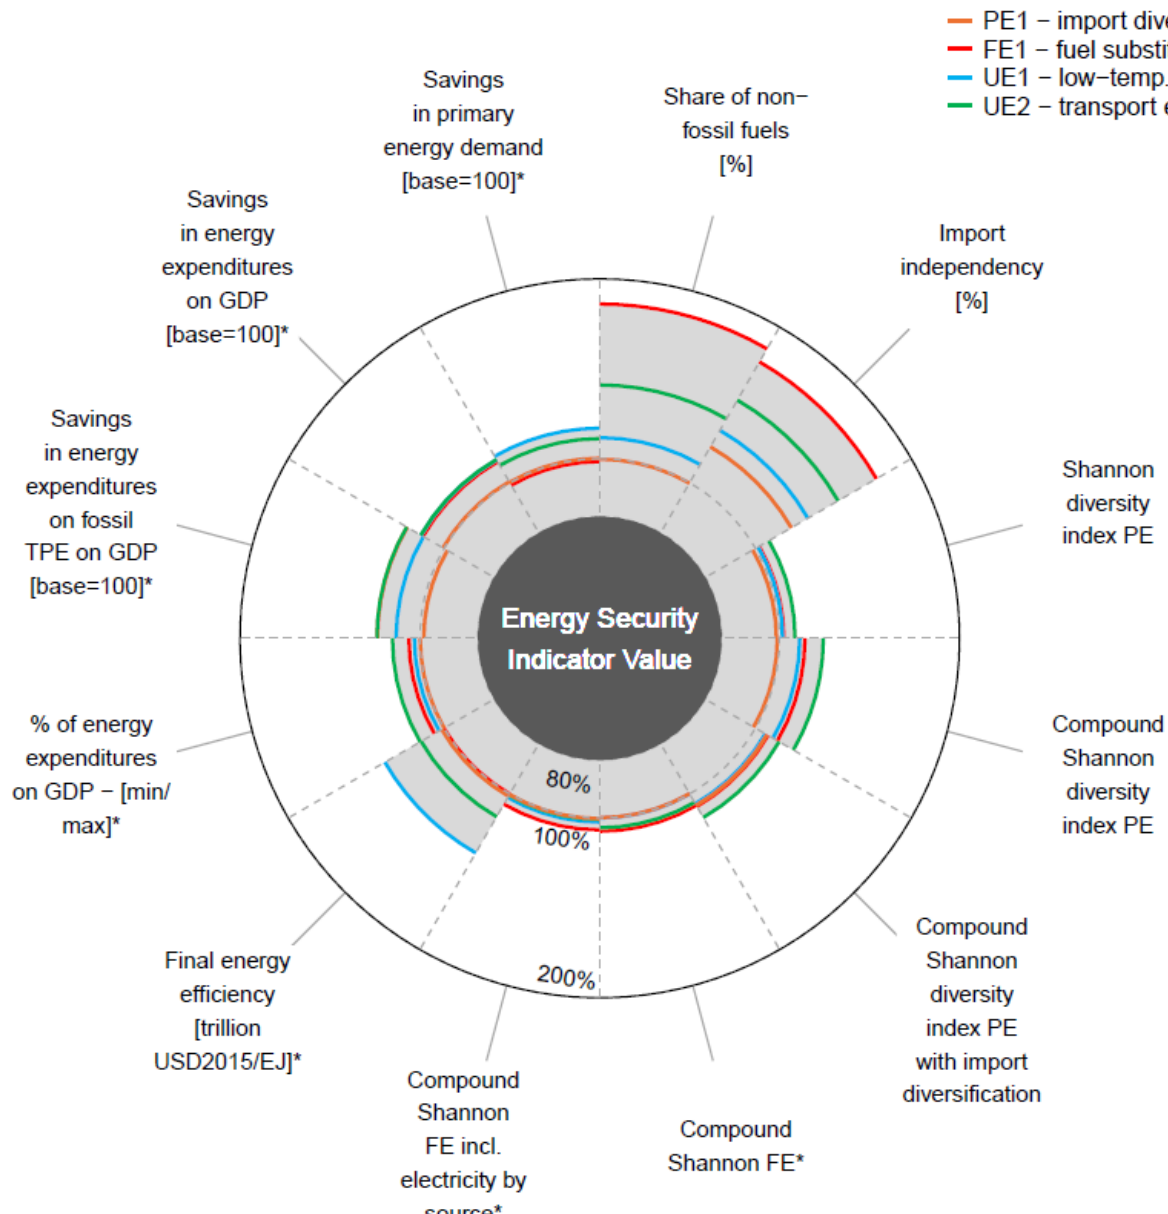 PE1 − import dive
FE1 − fuel substit
UE1 − low−temp.
UE2 − transport e
Savings
in primary
energy demand
[base=100]*
Share of non−
fossil fuels
[%]
Import
independency
[%]
Shannon
diversity
index PE
Compound
Shannon
diversity
index PE
Compound
Shannon
diversity
index PE
with import
diversification
Compound
Shannon FE*
Compound
Shannon
FE incl.
electricity by
source*
Final energy
efficiency
[trillion
USD2015/EJ]*
% of energy
expenditures
on GDP − [min/
max]*
Savings
in energy
expenditures
on fossil
TPE on GDP
[base=100]*
Savings
in energy
expenditures
on GDP
[base=100]*
Energy Security
Indicator Value
80%
100%
200%